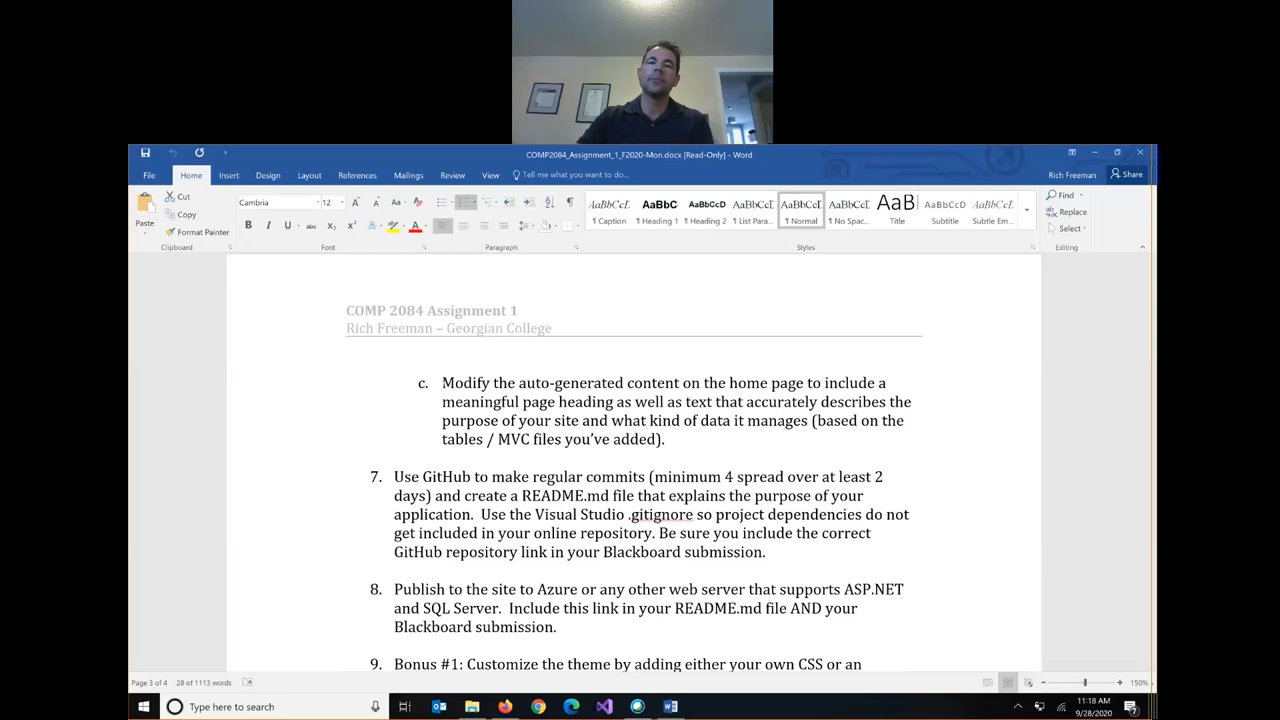 COMP2084_Assignment_1_F2020-Mon.docx [Read-Only] - Word
File Home Insert Design Layout References Mailings Review View Tell me what you want to do... Rich Freeman Share
Cut
Copy
Format Painter
Paste
Cambria 12
Aa
B I U abc X₂ X²
AaBbCcL AaBbC AaBbCcD AaBbCcL AaBbCcL AaBbCcL AaB AaBbCcD AaBbCcL
¶ Caption ¶ Heading 1 ¶ Heading 2 ¶ List Para... ¶ Normal ¶ No Spac... Title Subtitle Subtle Em...
Find
Replace
Select
Clipboard Font Paragraph Styles Editing
COMP 2084 Assignment 1
Rich Freeman – Georgian College
c. Modify the auto-generated content on the home page to include a
meaningful page heading as well as text that accurately describes the
purpose of your site and what kind of data it manages (based on the
tables / MVC files you've added).
7. Use GitHub to make regular commits (minimum 4 spread over at least 2
days) and create a README.md file that explains the purpose of your
application. Use the Visual Studio .gitignore so project dependencies do not
get included in your online repository. Be sure you include the correct
GitHub repository link in your Blackboard submission.
8. Publish to the site to Azure or any other web server that supports ASP.NET
and SQL Server. Include this link in your README.md file AND your
Blackboard submission.
9. Bonus #1: Customize the theme by adding either your own CSS or an
Page 3 of 4 28 of 1113 words 150%
Type here to search
11:18 AM
9/28/2020